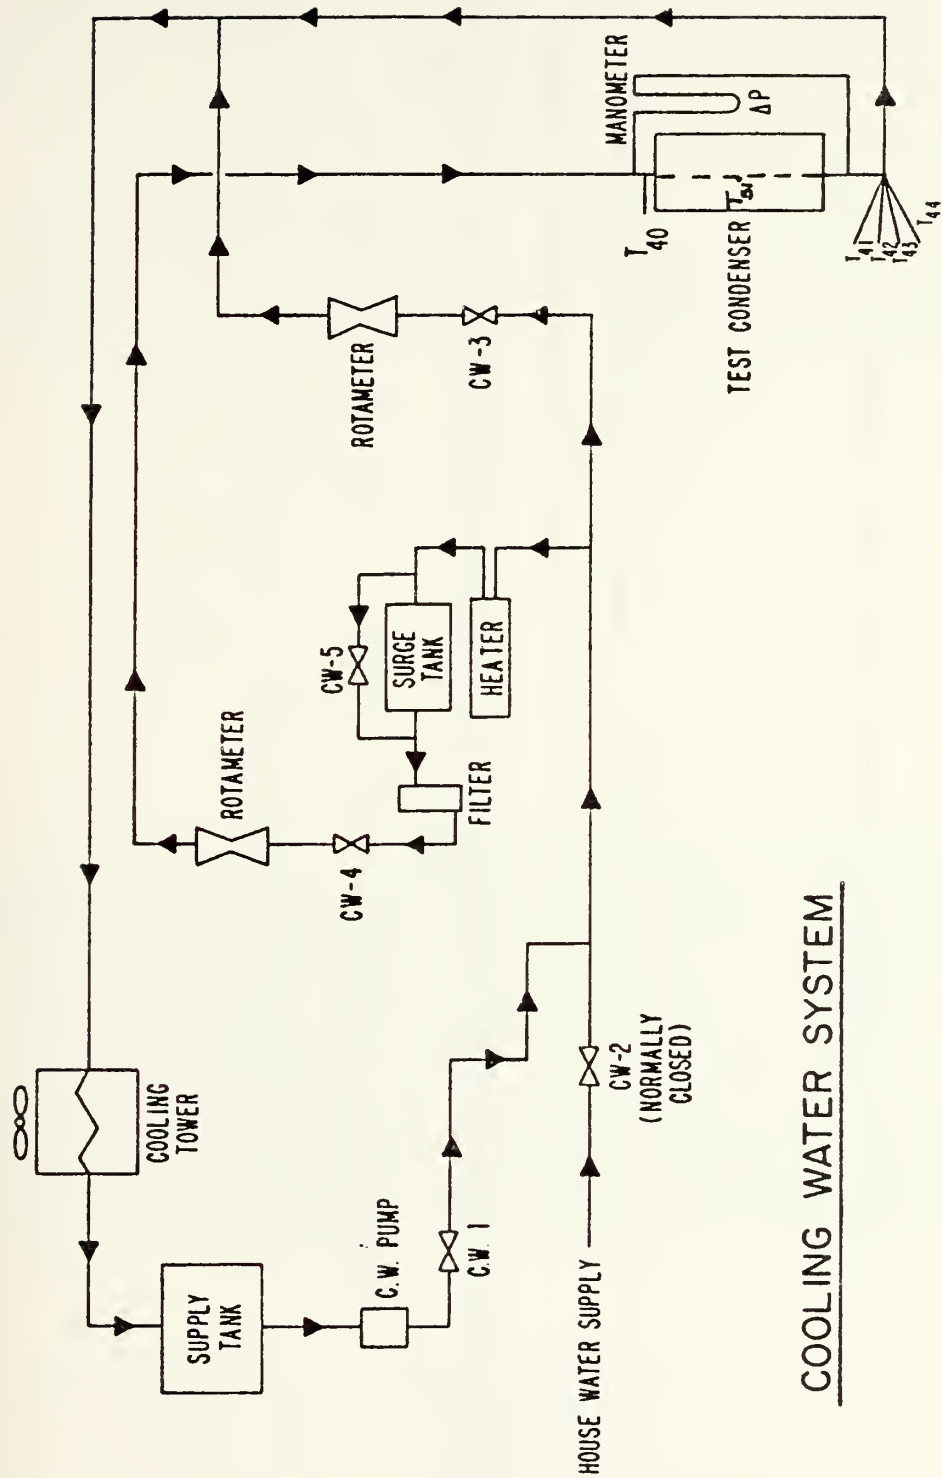 COOLING
TOWER
SUPPLY
TANK
C.W. PUMP
C.W. 1
HOUSE WATER SUPPLY
CW-2
(NORMALLY
CLOSED)
ROTAMETER
CW-4
FILTER
CW-5
SURGE
TANK
HEATER
ROTAMETER
CW-3
MANOMETER
ΔP
T40
TEST CONDENSER
T41
T42
T43
T44
COOLING WATER SYSTEM